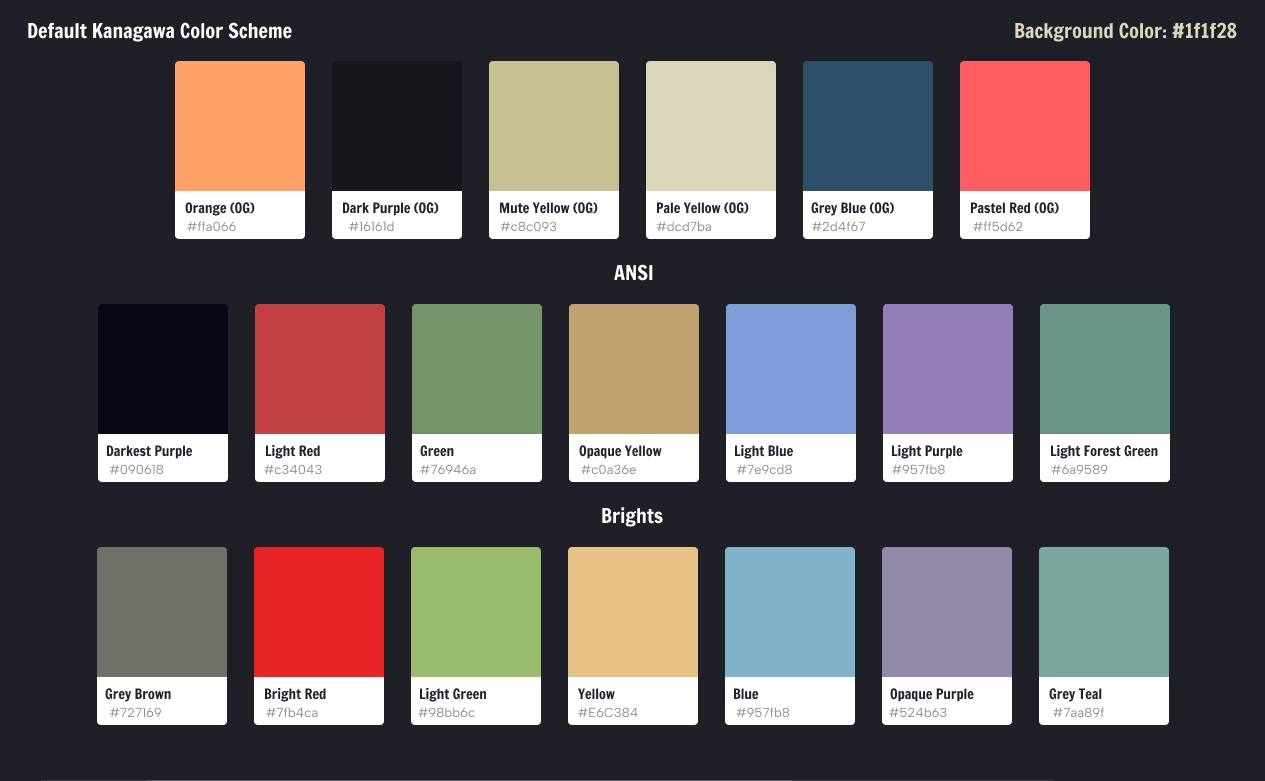 Default Kanagawa Color Scheme
Background Color: #1f1f28
Orange (OG)
#ffa066
Dark Purple (OG)
#16161d
Mute Yellow (OG)
#c8c093
Pale Yellow (OG)
#dcd7ba
Grey Blue (OG)
#2d4f67
Pastel Red (OG)
#ff5d62
ANSI
Darkest Purple
#090618
Light Red
#c34043
Green
#76946a
Opaque Yellow
#c0a36e
Light Blue
#7e9cd8
Light Purple
#957fb8
Light Forest Green
#6a9589
Brights
Grey Brown
#727169
Bright Red
#7fb4ca
Light Green
#98bb6c
Yellow
#E6C384
Blue
#957fb8
Opaque Purple
#524b63
Grey Teal
#7aa89f